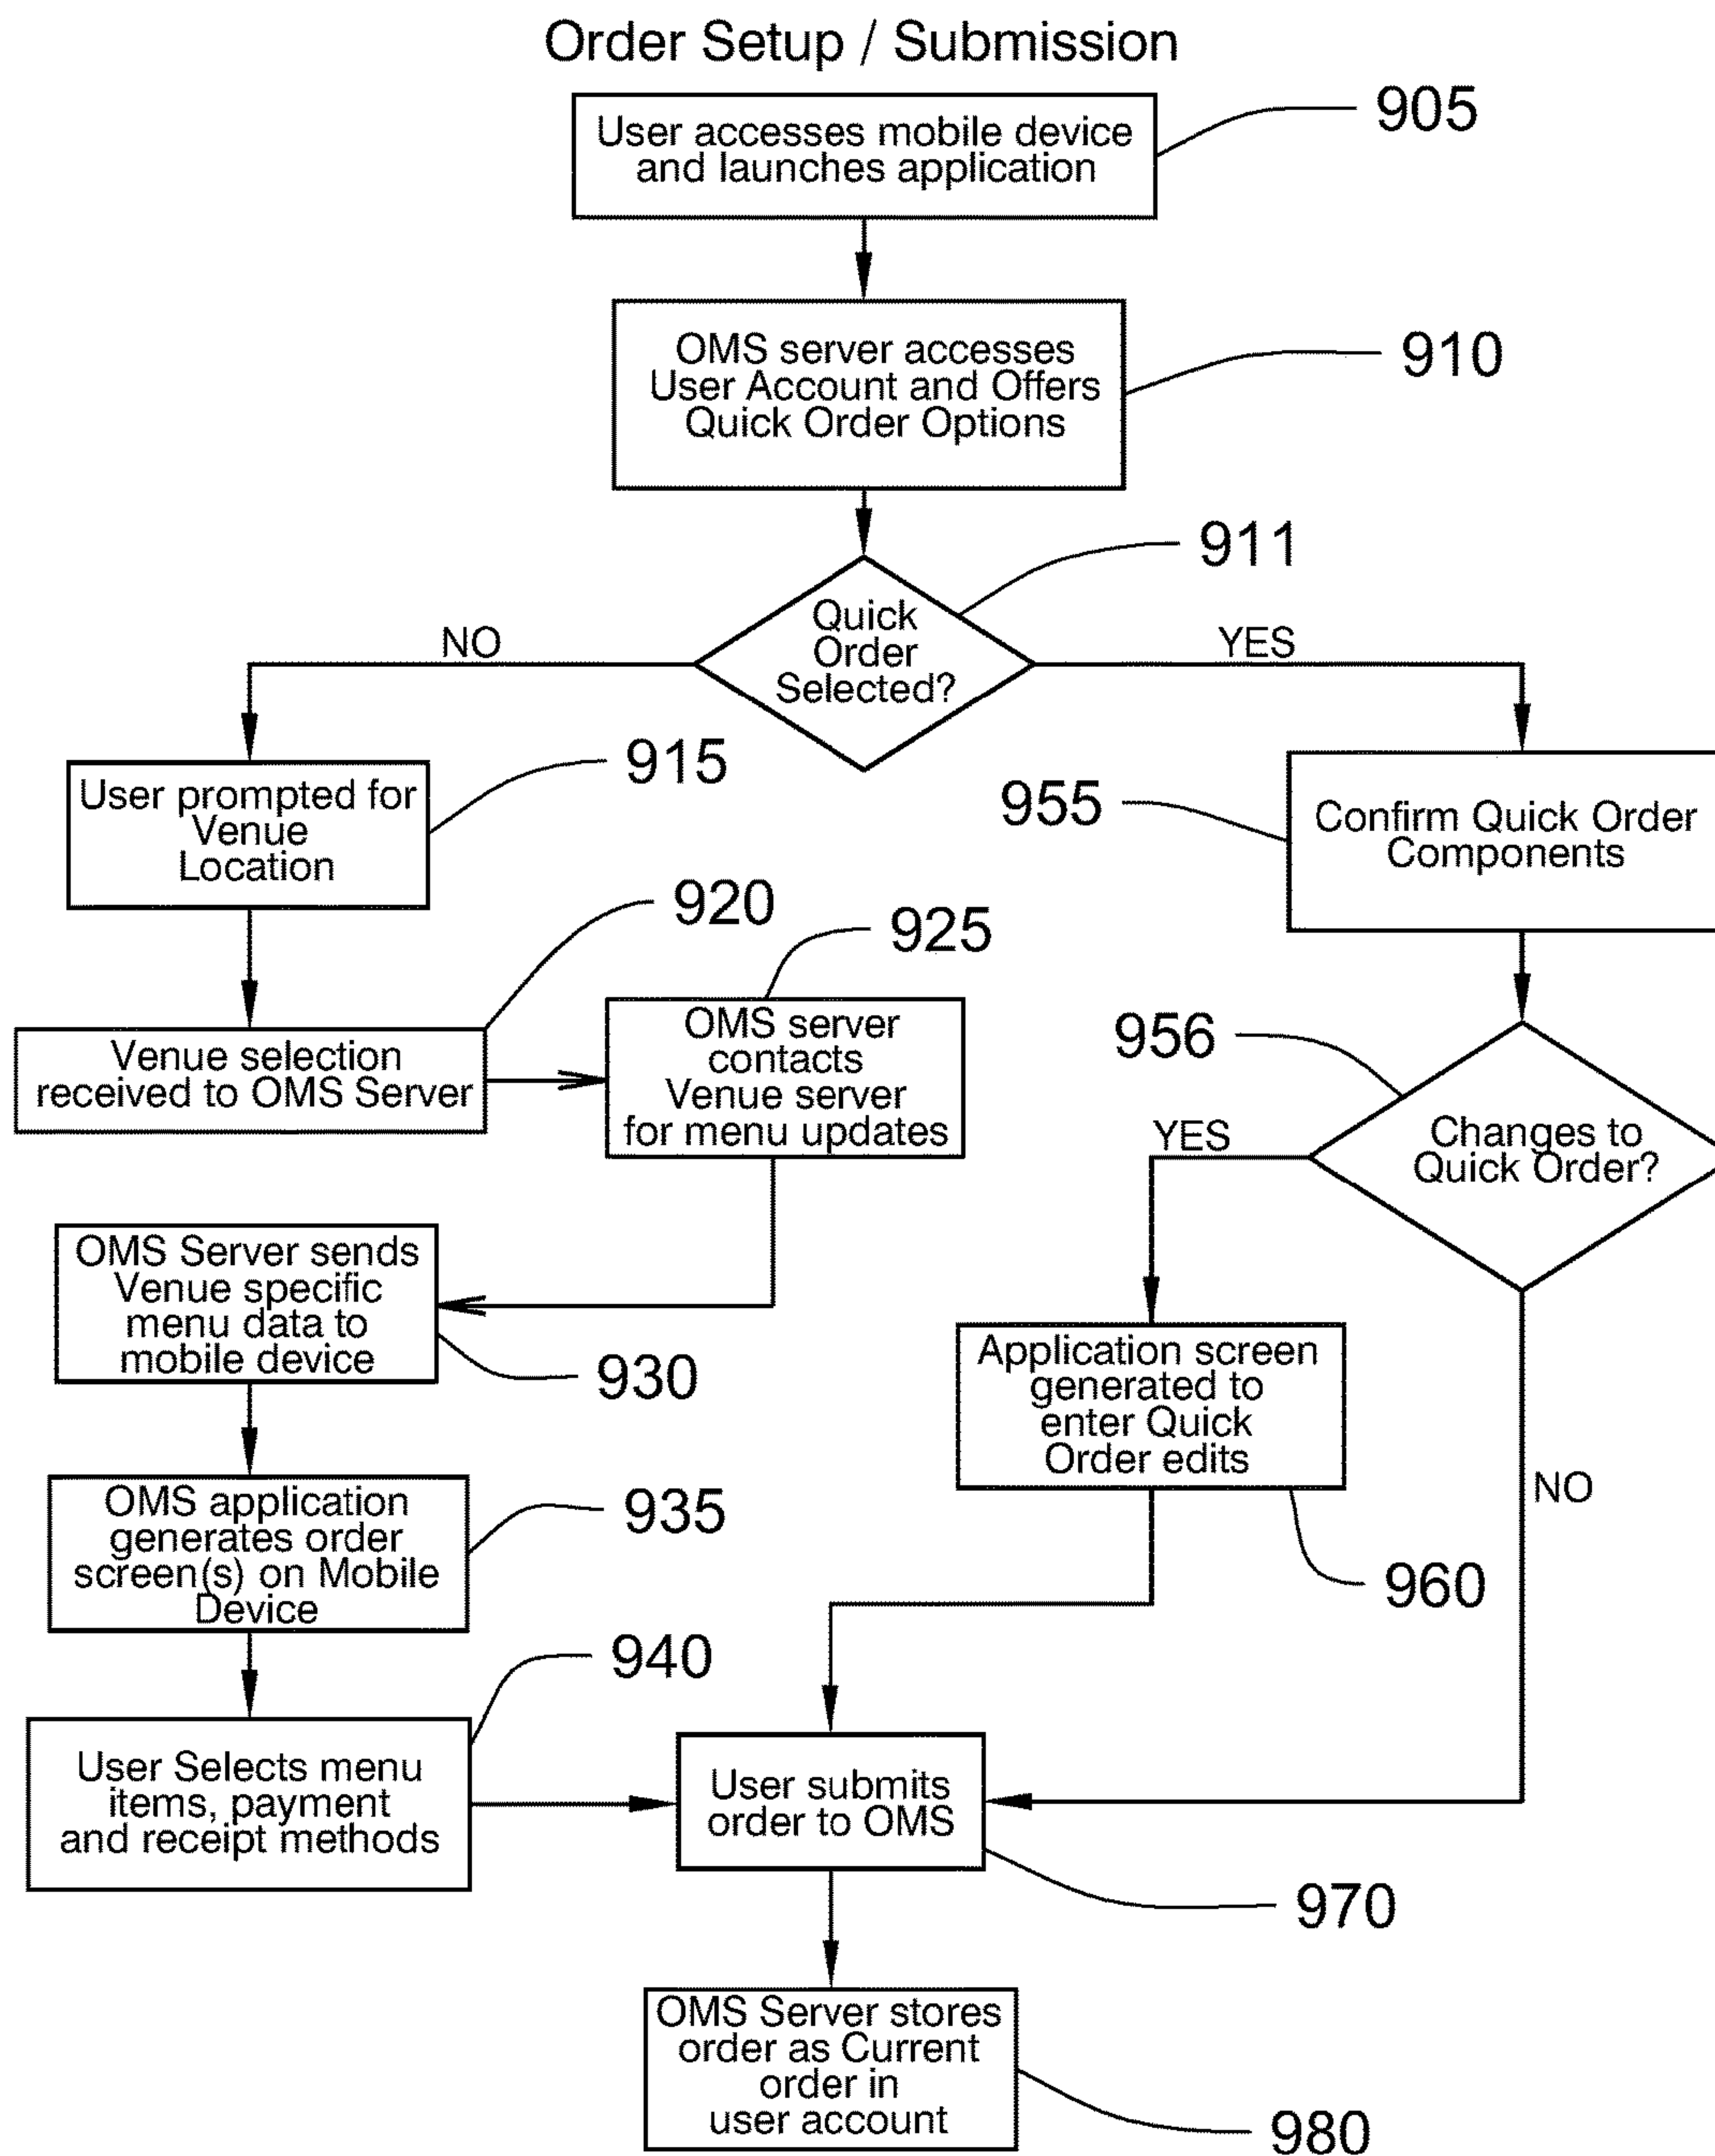 Order Setup / Submission
User accesses mobile device
and launches application
905
OMS server accesses
User Account and Offers
Quick Order Options
910
911
Quick
Order
Selected?
NO
YES
User prompted for
Venue
Location
915
955
Confirm Quick Order
Components
920
925
Venue selection
received to OMS Server
OMS server
contacts
Venue server
for menu updates
956
Changes to
Quick Order?
YES
OMS Server sends
Venue specific
menu data to
mobile device
930
Application screen
generated to
enter Quick
Order edits
NO
960
OMS application
generates order
screen(s) on Mobile
Device
935
940
User Selects menu
items, payment
and receipt methods
User submits
order to OMS
970
OMS Server stores
order as Current
order in
user account
980